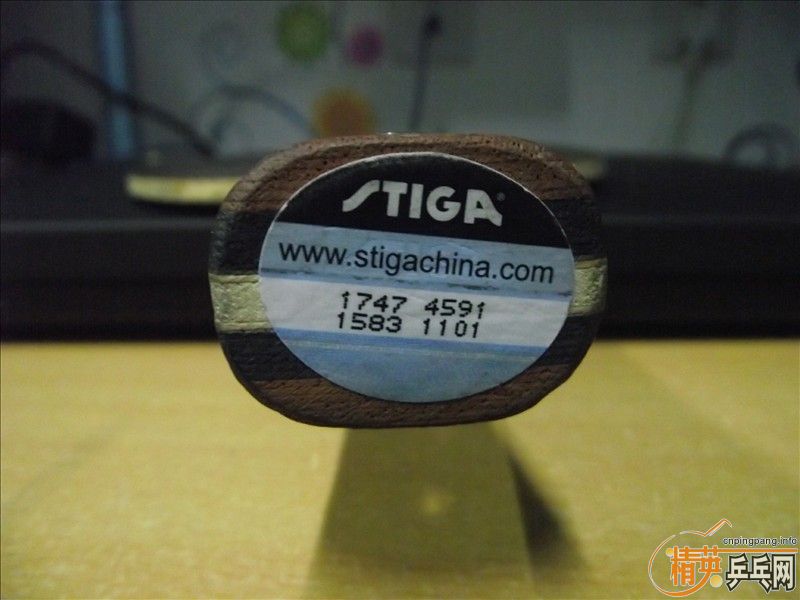 STIGA®
www.stigachina.com
1747 4591
1583 1101
cnpingpang.info
精英乒乓网